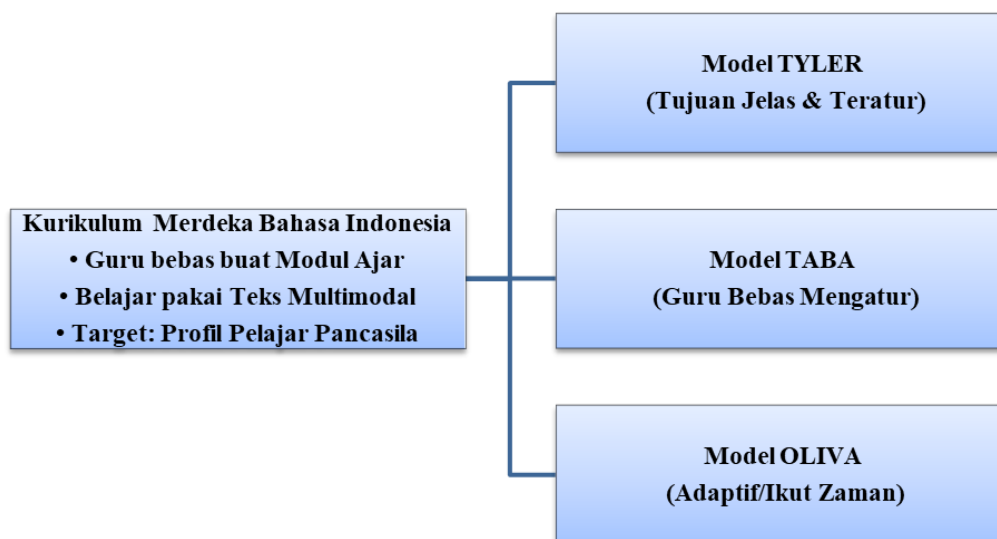 Kurikulum Merdeka Bahasa Indonesia
• Guru bebas buat Modul Ajar
• Belajar pakai Teks Multimodal
• Target: Profil Pelajar Pancasila
Model TYLER
(Tujuan Jelas & Teratur)
Model TABA
(Guru Bebas Mengatur)
Model OLIVA
(Adaptif/Ikut Zaman)